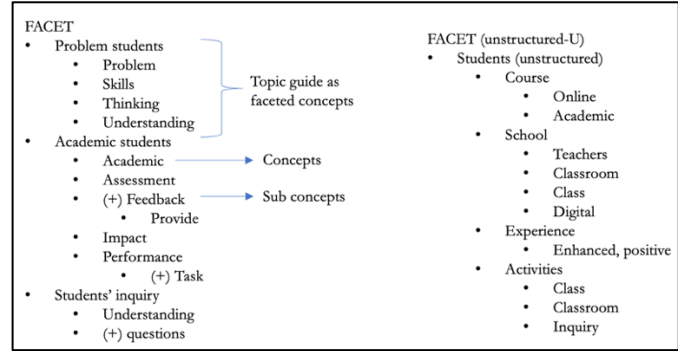 FACET
• Problem students
• Problem
• Skills
• Thinking
• Understanding
Topic guide as
faceted concepts
• Academic students
• Academic
Concepts
• Assessment
• (+) Feedback
Sub concepts
• Provide
• Impact
• Performance
• (+) Task
• Students’ inquiry
• Understanding
• (+) questions
FACET (unstructured-U)
• Students (unstructured)
• Course
• Online
• Academic
• School
• Teachers
• Classroom
• Class
• Digital
• Experience
• Enhanced, positive
• Activities
• Class
• Classroom
• Inquiry